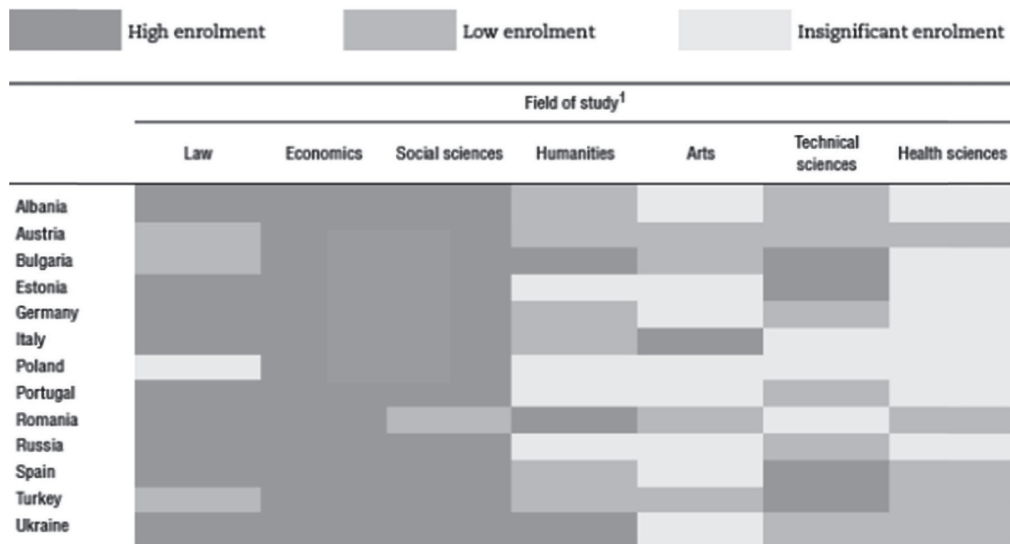 High enrolment Low enrolment Insignificant enrolment
Field of study1
Law Economics Social sciences Humanities Arts Technical sciences Health sciences
Albania
Austria
Bulgaria
Estonia
Germany
Italy
Poland
Portugal
Romania
Russia
Spain
Turkey
Ukraine